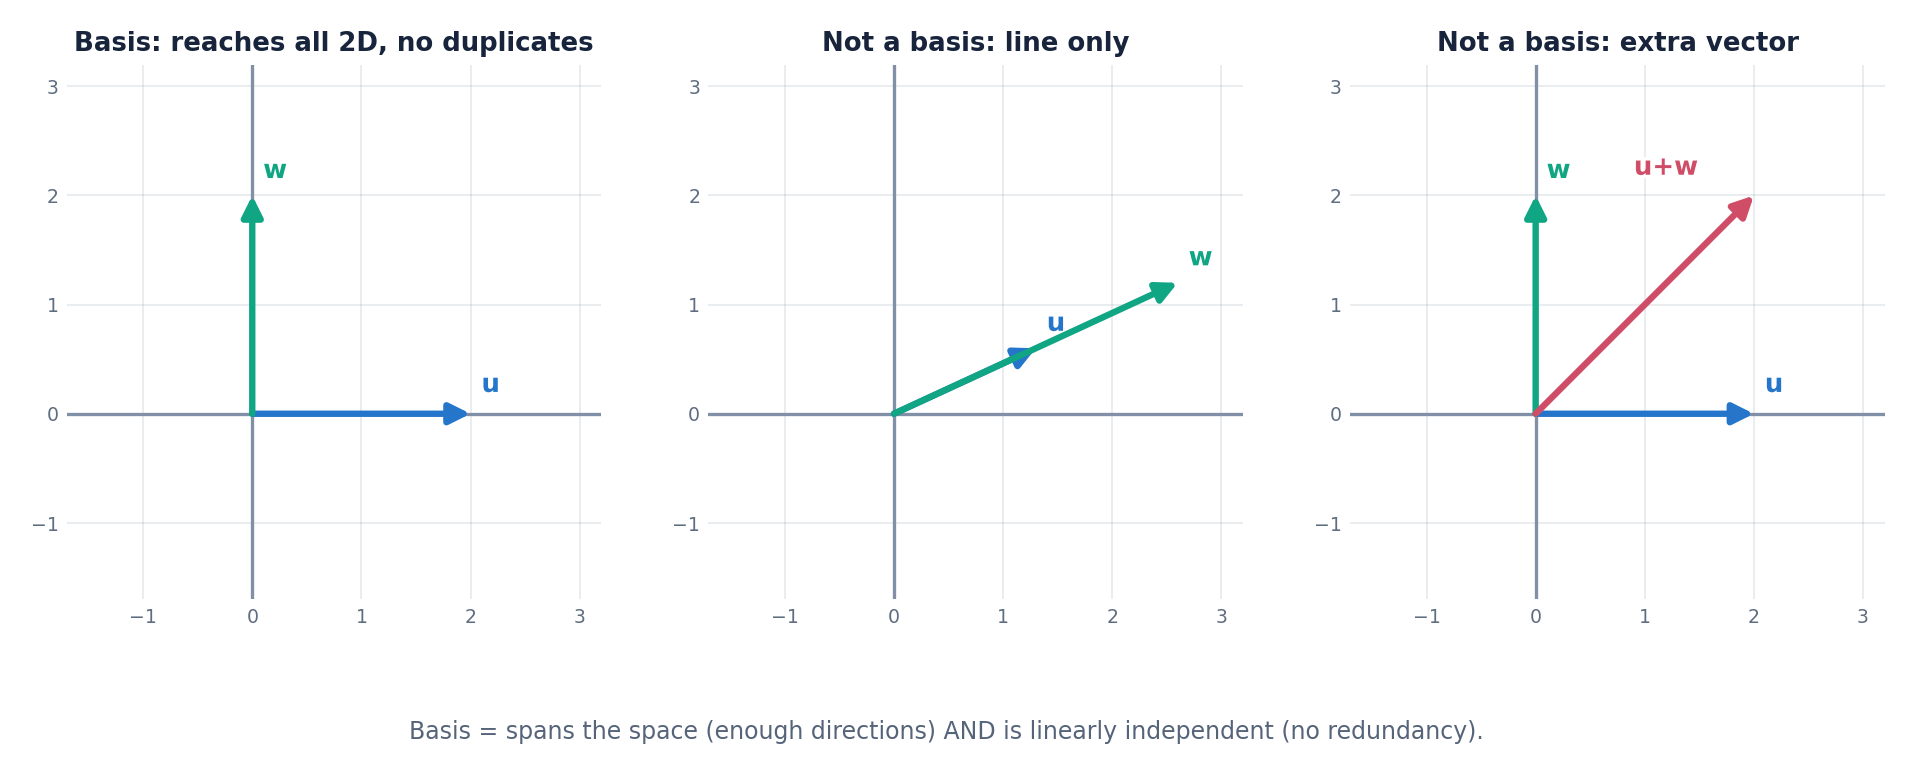 Basis: reaches all 2D, no duplicates
3
2
1
0
−1
−1
0
1
2
3
w
u
Not a basis: line only
3
2
1
0
−1
−1
0
1
2
3
w
u
Not a basis: extra vector
3
2
1
0
−1
−1
0
1
2
3
w
u+w
u
Basis = spans the space (enough directions) AND is linearly independent (no redundancy).